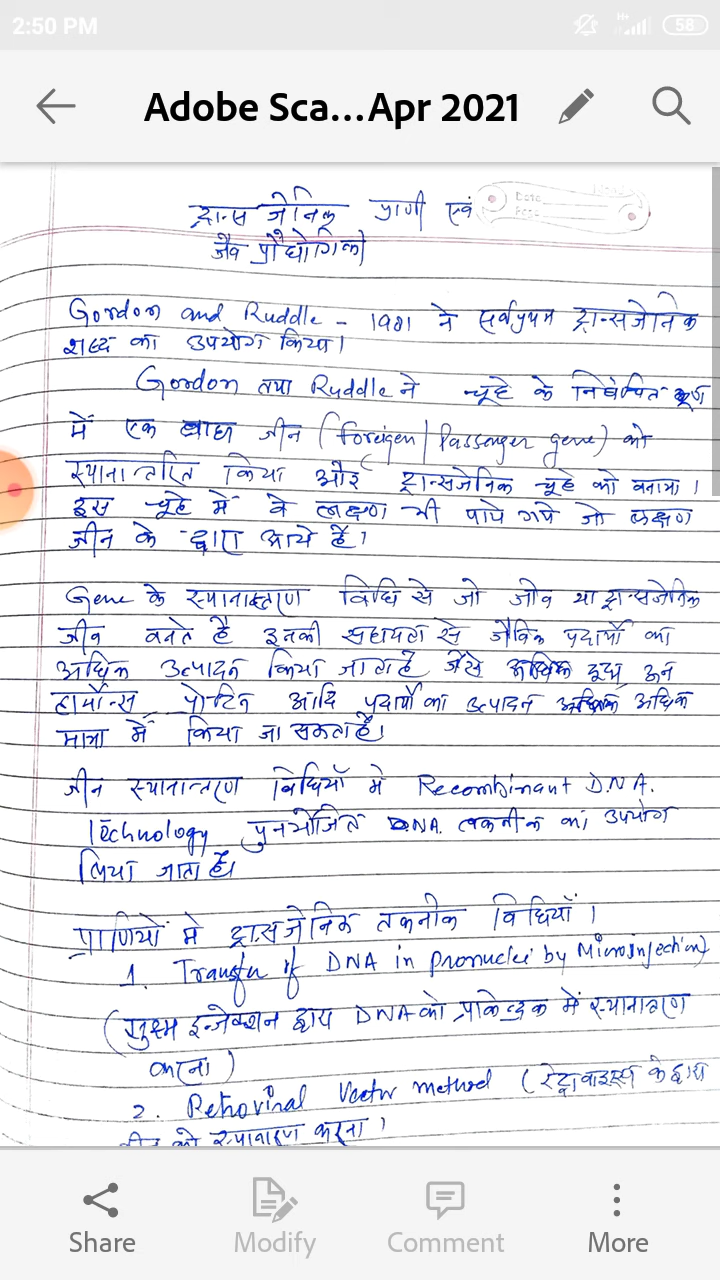 2:50 PM
58
Adobe Sca...Apr 2021
ट्रान्स जेनिक प्राणी एवं
जैव प्रौद्योगिकी
Gordon and Ruddle - 1981 ने सर्वप्रथम ट्रान्सजेनिक
शब्द का उपयोग किया।
Gordon तथा Ruddle ने चूहे के निषेचित भ्रूण
में एक बाह्य जीन (Foreigen/Passenger gene) को
स्थानान्तरित किया और ट्रान्सजेनिक चूहे को बनाया।
इस चूहे में वे लक्षण भी पाये गये जो लक्षण
जीन के द्वारा आये हैं।
Gene के स्थानान्तरण विधि से जो जीव या ट्रान्सजेनिक
जीन बनते है इनकी सहायता से जैविक पदार्थों का
अधिक उत्पादन किया जाता है जैसे अधिक दूध ऊन
हार्मोन्स प्रोटिन आदि पदार्थों का उत्पादन अधिक
मात्रा में किया जा सकता है।
जीन स्थानान्तरण विधियों मे Recombinant DNA.
Technology पुनर्योजित DNA. तकनीक का उपयोग
किया जाता है।
प्राणियों मे ट्रान्सजेनिक तकनीक विधियाँ।
1. Transfer of DNA in pronuclei by Microinjection)
(सुक्ष्म इन्जेक्शन द्वारा DNA को प्राकेन्द्रक में स्थानान्तरण
करना)
2. Retroviral Vector method (रेट्रोवाइरस के द्वारा
जीन को स्थानान्तरण करना।
Share
Modify
Comment
More